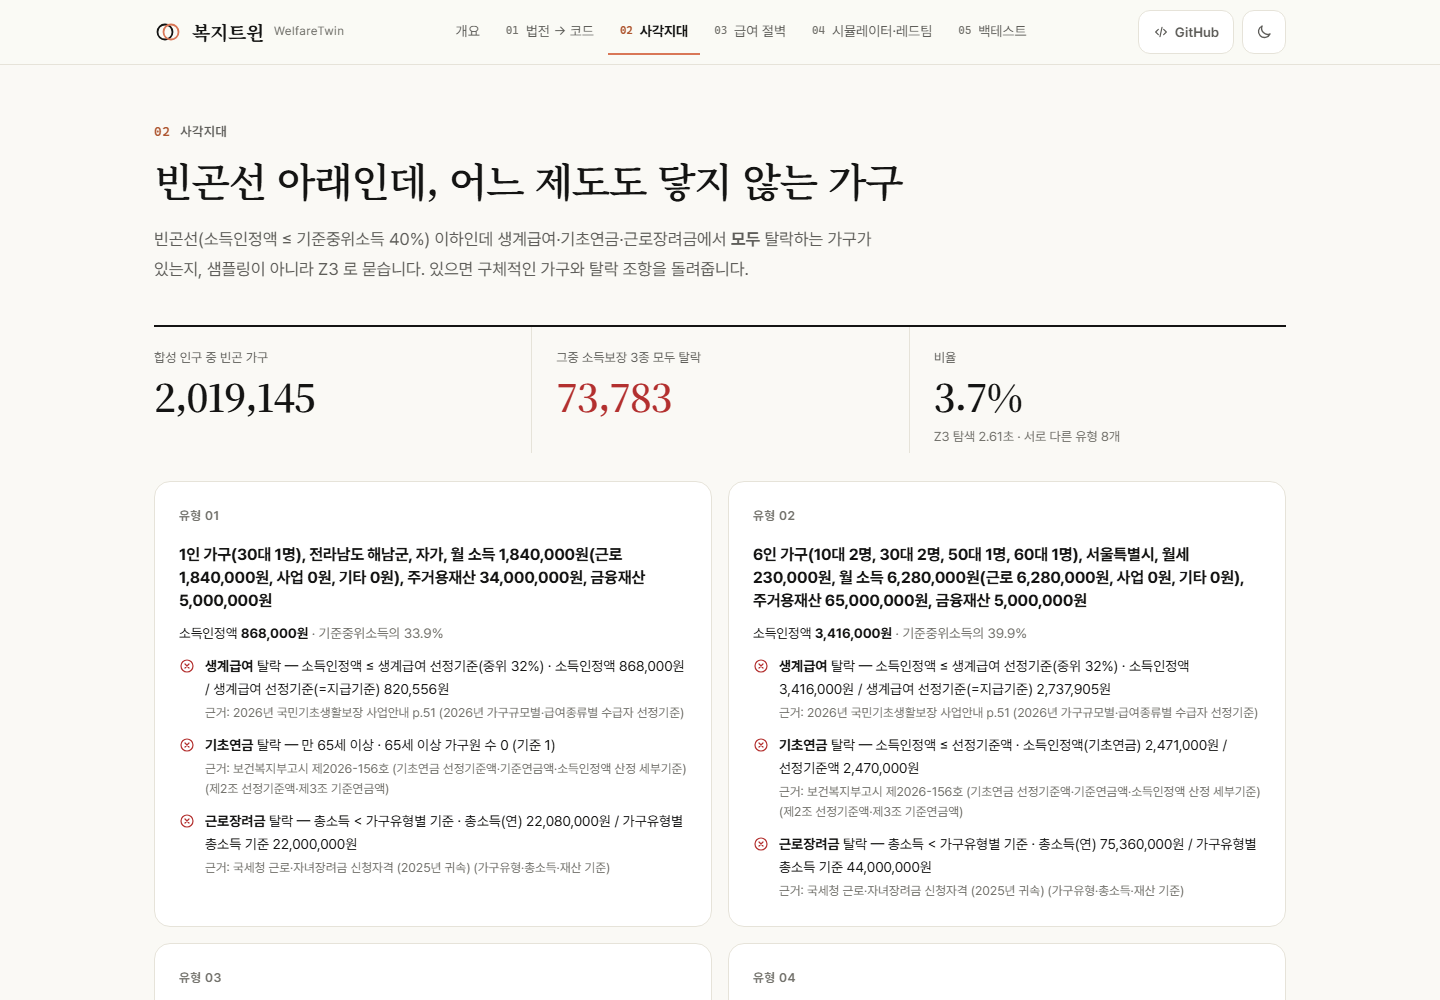 복지트윈 WelfareTwin
개요
01 법전 → 코드
02 사각지대
03 급여 절벽
04 시뮬레이터·레드팀
05 백테스트
GitHub
02 사각지대
빈곤선 아래인데, 어느 제도도 닿지 않는 가구
빈곤선(소득인정액 ≤ 기준중위소득 40%) 이하인데 생계급여·기초연금·근로장려금에서 모두 탈락하는 가구가
있는지, 샘플링이 아니라 Z3 로 묻습니다. 있으면 구체적인 가구와 탈락 조항을 돌려줍니다.
합성 인구 중 빈곤 가구
2,019,145
그중 소득보장 3종 모두 탈락
73,783
비율
3.7%
Z3 탐색 2.61초 · 서로 다른 유형 8개
유형 01
1인 가구(30대 1명), 전라남도 해남군, 자가, 월 소득 1,840,000원(근로
1,840,000원, 사업 0원, 기타 0원), 주거용재산 34,000,000원, 금융재산
5,000,000원
소득인정액 868,000원 · 기준중위소득의 33.9%
생계급여 탈락 — 소득인정액 ≤ 생계급여 선정기준(중위 32%) · 소득인정액 868,000원
/ 생계급여 선정기준(=지급기준) 820,556원
근거: 2026년 국민기초생활보장 사업안내 p.51 (2026년 가구규모별·급여종류별 수급자 선정기준)
기초연금 탈락 — 만 65세 이상 · 65세 이상 가구원 수 0 (기준 1)
근거: 보건복지부고시 제2026-156호 (기초연금 선정기준액·기준연금액·소득인정액 산정 세부기준)
(제2조 선정기준액·제3조 기준연금액)
근로장려금 탈락 — 총소득 < 가구유형별 기준 · 총소득(연) 22,080,000원 / 가구유형별
총소득 기준 22,000,000원
근거: 국세청 근로·자녀장려금 신청자격 (2025년 귀속) (가구유형·총소득·재산 기준)
유형 02
6인 가구(10대 2명, 30대 2명, 50대 1명, 60대 1명), 서울특별시, 월세
230,000원, 월 소득 6,280,000원(근로 6,280,000원, 사업 0원, 기타 0원),
주거용재산 65,000,000원, 금융재산 5,000,000원
소득인정액 3,416,000원 · 기준중위소득의 39.9%
생계급여 탈락 — 소득인정액 ≤ 생계급여 선정기준(중위 32%) · 소득인정액
3,416,000원 / 생계급여 선정기준(=지급기준) 2,737,905원
근거: 2026년 국민기초생활보장 사업안내 p.51 (2026년 가구규모별·급여종류별 수급자 선정기준)
기초연금 탈락 — 소득인정액 ≤ 선정기준액 · 소득인정액(기초연금) 2,471,000원 /
선정기준액 2,470,000원
근거: 보건복지부고시 제2026-156호 (기초연금 선정기준액·기준연금액·소득인정액 산정 세부기준)
(제2조 선정기준액·제3조 기준연금액)
근로장려금 탈락 — 총소득 < 가구유형별 기준 · 총소득(연) 75,360,000원 / 가구유형별
총소득 기준 44,000,000원
근거: 국세청 근로·자녀장려금 신청자격 (2025년 귀속) (가구유형·총소득·재산 기준)
유형 03
유형 04